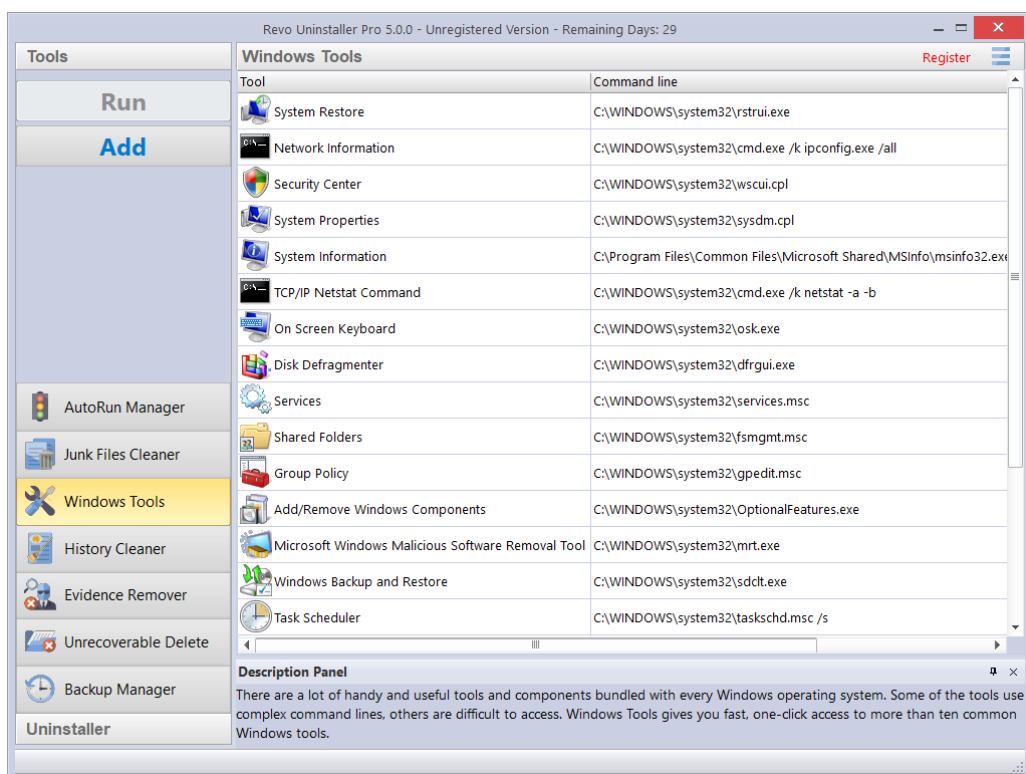 Revo Uninstaller Pro 5.0.0 - Unregistered Version - Remaining Days: 29
Tools
Run
Add
AutoRun Manager
Junk Files Cleaner
Windows Tools
History Cleaner
Evidence Remover
Unrecoverable Delete
Backup Manager
Uninstaller
Windows Tools
Register
Tool Command line
System Restore C:\WINDOWS\system32\rstrui.exe
Network Information C:\WINDOWS\system32\cmd.exe /k ipconfig.exe /all
Security Center C:\WINDOWS\system32\wscui.cpl
System Properties C:\WINDOWS\system32\sysdm.cpl
System Information C:\Program Files\Common Files\Microsoft Shared\MSInfo\msinfo32.exe
TCP/IP Netstat Command C:\WINDOWS\system32\cmd.exe /k netstat -a -b
On Screen Keyboard C:\WINDOWS\system32\osk.exe
Disk Defragmenter C:\WINDOWS\system32\dfrgui.exe
Services C:\WINDOWS\system32\services.msc
Shared Folders C:\WINDOWS\system32\fsmgmt.msc
Group Policy C:\WINDOWS\system32\gpedit.msc
Add/Remove Windows Components C:\WINDOWS\system32\OptionalFeatures.exe
Microsoft Windows Malicious Software Removal Tool C:\WINDOWS\system32\mrt.exe
Windows Backup and Restore C:\WINDOWS\system32\sdclt.exe
Task Scheduler C:\WINDOWS\system32\taskschd.msc /s
Description Panel
There are a lot of handy and useful tools and components bundled with every Windows operating system. Some of the tools use
complex command lines, others are difficult to access. Windows Tools gives you fast, one-click access to more than ten common
Windows tools.